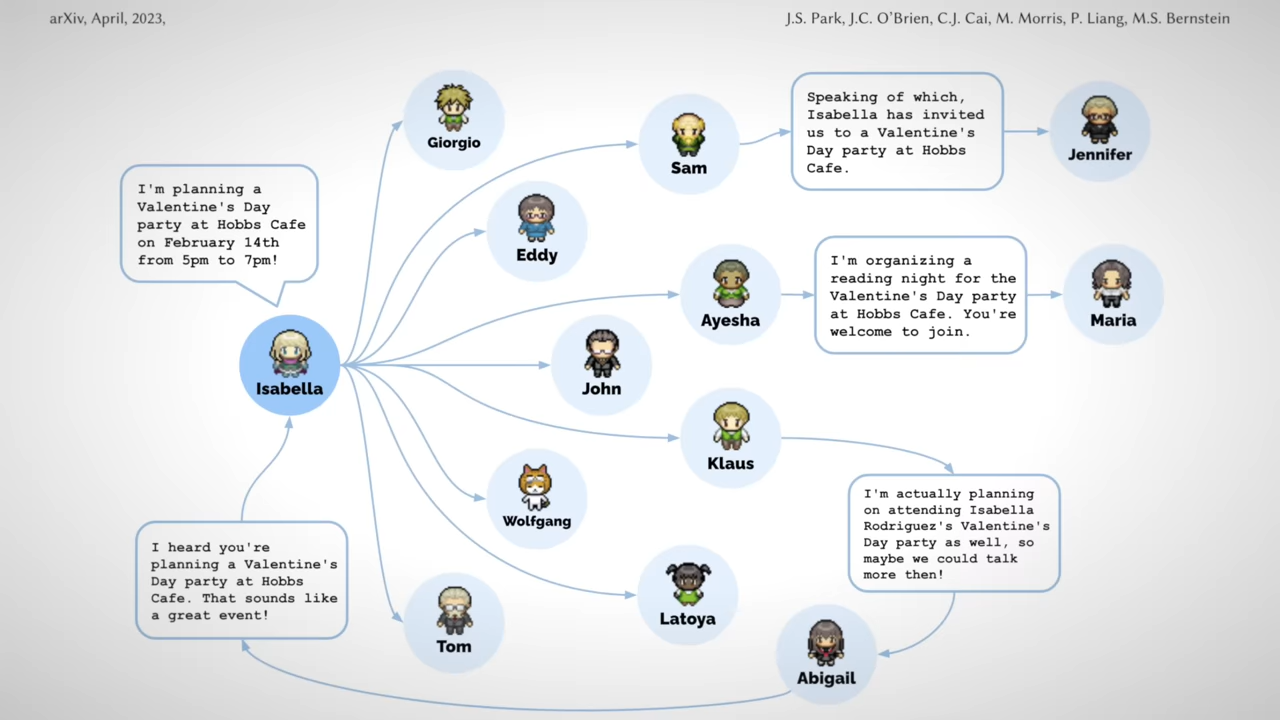 arXiv, April, 2023,
J.S. Park, J.C. O'Brien, C.J. Cai, M. Morris, P. Liang, M.S. Bernstein
Giorgio
Sam
Speaking of which,
Isabella has invited
us to a Valentine's
Day party at Hobbs
Cafe.
Jennifer
I'm planning a
Valentine's Day
party at Hobbs Cafe
on February 14th
from 5pm to 7pm!
Eddy
Ayesha
I'm organizing a
reading night for the
Valentine's Day party
at Hobbs Cafe. You're
welcome to join.
Maria
Isabella
John
Klaus
Wolfgang
I'm actually planning
on attending Isabella
Rodriguez's Valentine's
Day party as well, so
maybe we could talk
more then!
I heard you're
planning a Valentine's
Day party at Hobbs
Cafe. That sounds like
a great event!
Tom
Latoya
Abigail